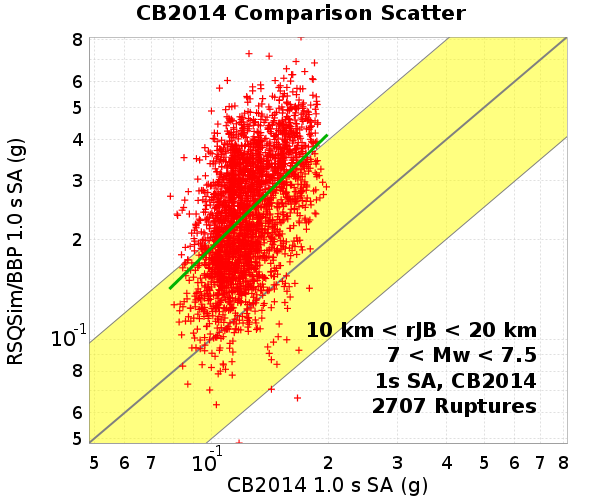 CB2014 Comparison Scatter
8
6
5
4
3
2
10-1
8
6
5
RSQSim/BBP 1.0 s SA (g)
10 km < rJB < 20 km
7 < Mw < 7.5
1s SA, CB2014
2707 Ruptures
5 6 7 10-1 2 3 4 5 6 7 8
CB2014 1.0 s SA (g)